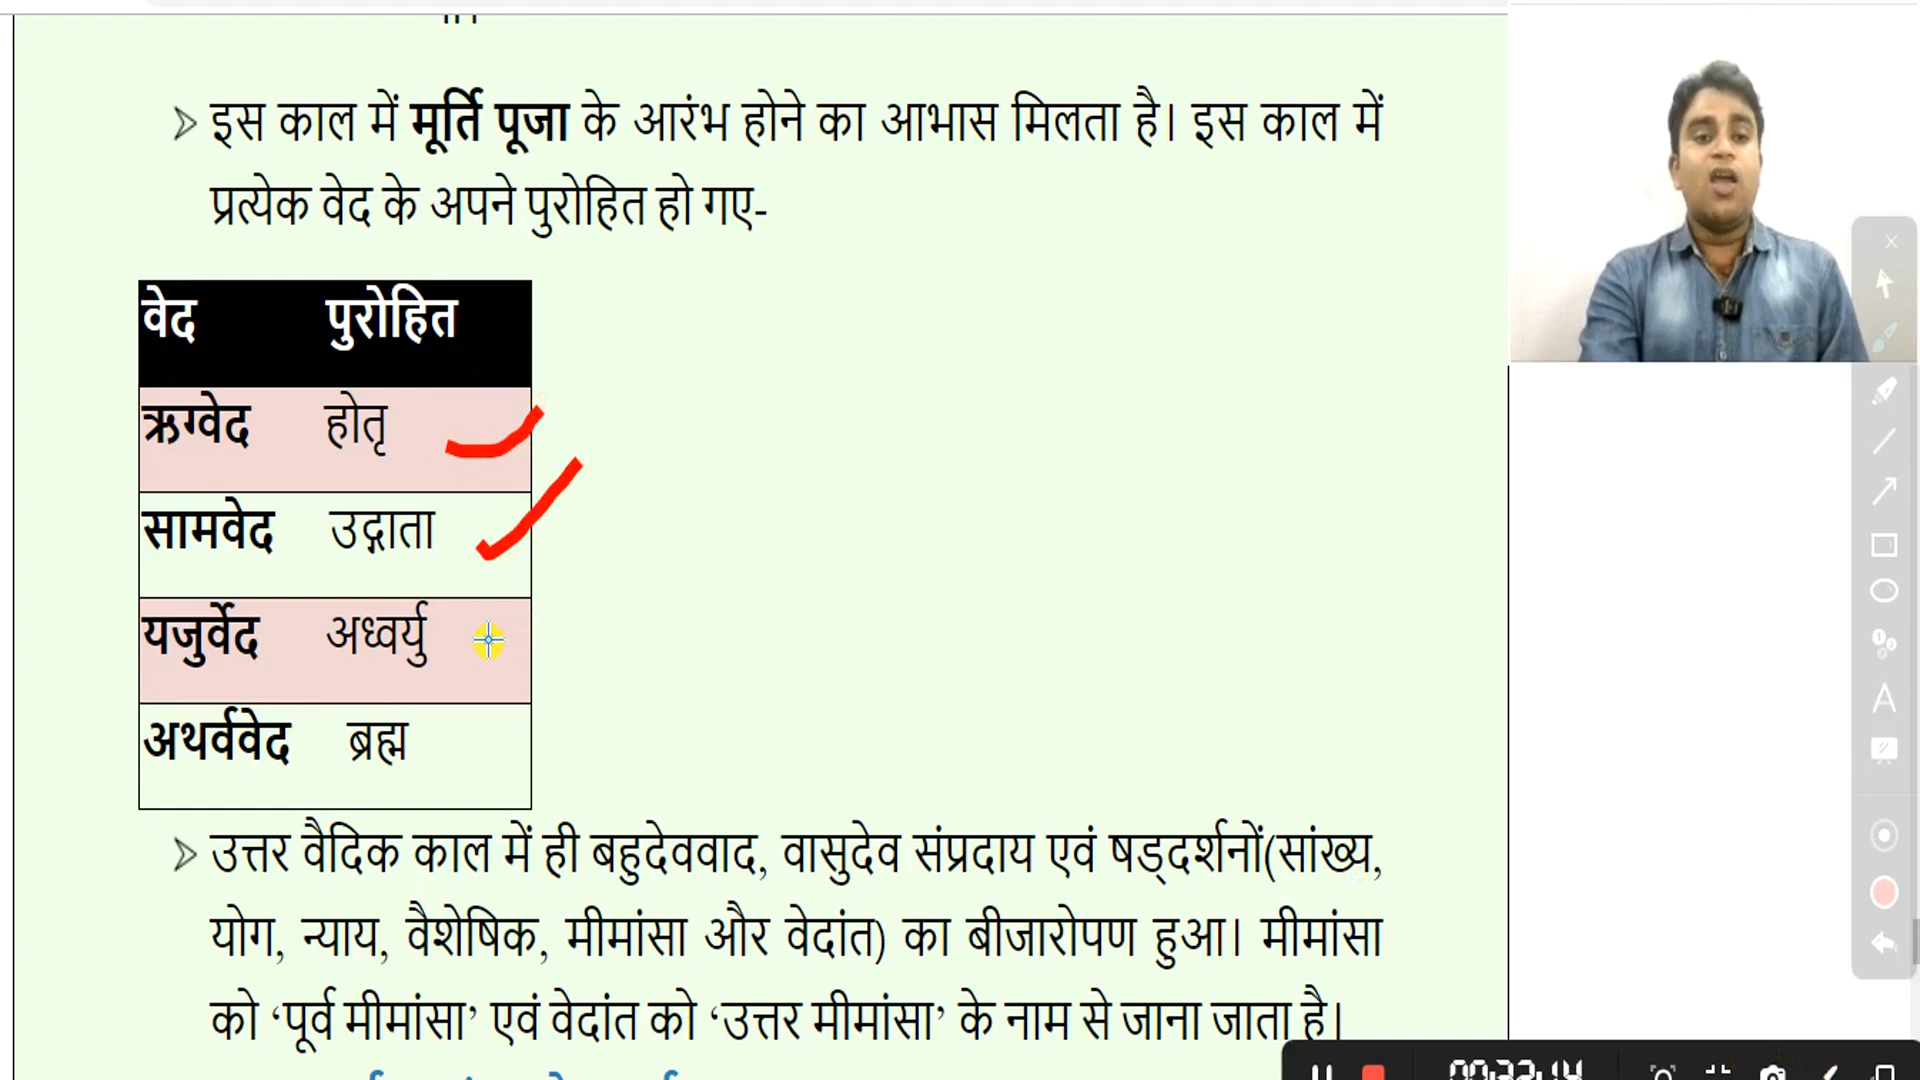 इस काल में मूर्ति पूजा के आरंभ होने का आभास मिलता है। इस काल में
प्रत्येक वेद के अपने पुरोहित हो गए-
वेद पुरोहित
ऋग्वेद होतृ
सामवेद उद्गाता
यजुर्वेद अध्वर्यु
अथर्ववेद ब्रह्म
उत्तर वैदिक काल में ही बहुदेववाद, वासुदेव संप्रदाय एवं षड्दर्शनों(सांख्य,
योग, न्याय, वैशेषिक, मीमांसा और वेदांत) का बीजारोपण हुआ। मीमांसा
को ‘पूर्व मीमांसा’ एवं वेदांत को ‘उत्तर मीमांसा’ के नाम से जाना जाता है।